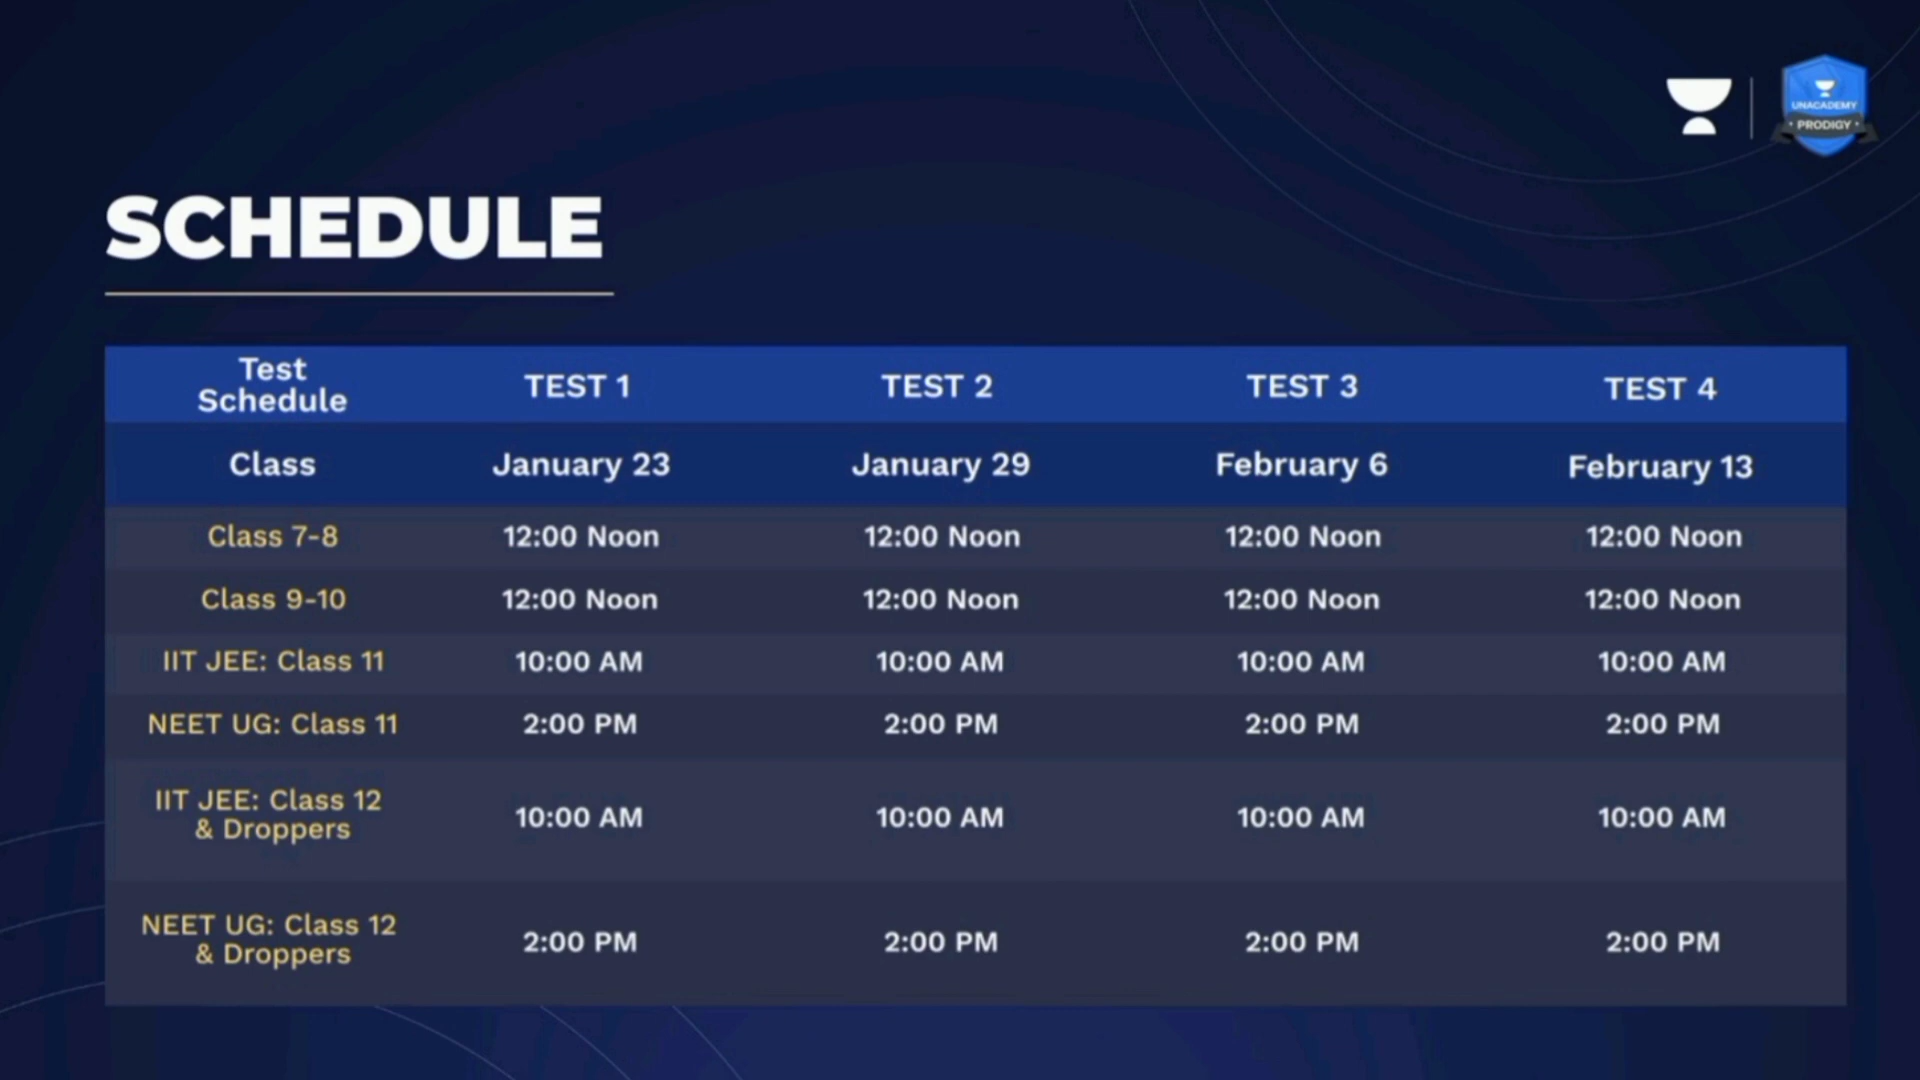 UNACADEMY
PRODIGY
SCHEDULE
Test
Schedule
TEST 1
TEST 2
TEST 3
TEST 4
Class
January 23
January 29
February 6
February 13
Class 7-8
12:00 Noon
12:00 Noon
12:00 Noon
12:00 Noon
Class 9-10
12:00 Noon
12:00 Noon
12:00 Noon
12:00 Noon
IIT JEE: Class 11
10:00 AM
10:00 AM
10:00 AM
10:00 AM
NEET UG: Class 11
2:00 PM
2:00 PM
2:00 PM
2:00 PM
IIT JEE: Class 12
& Droppers
10:00 AM
10:00 AM
10:00 AM
10:00 AM
NEET UG: Class 12
& Droppers
2:00 PM
2:00 PM
2:00 PM
2:00 PM